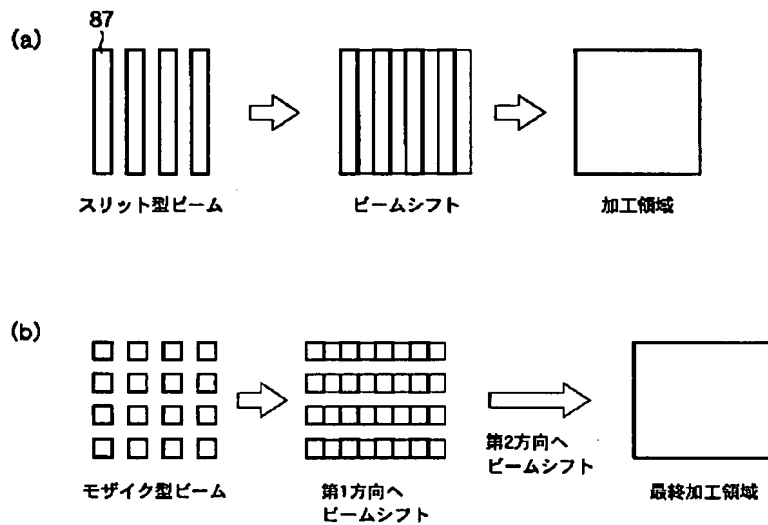 87
(a)
スリット型ビーム
ビームシフト
加工領域
(b)
モザイク型ビーム
第1方向へ
ビームシフト
第2方向へ
ビームシフト
最終加工領域